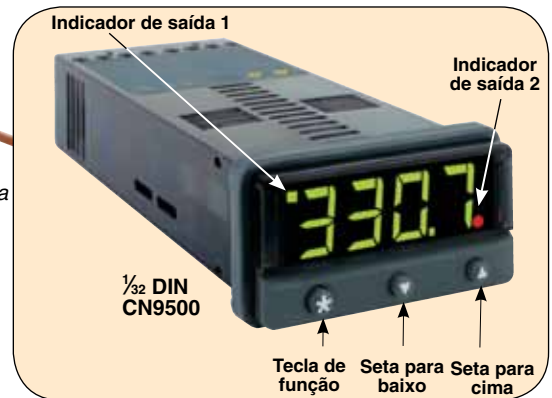 Indicador de saída 1
Indicador
de saída 2
a
330.7
1⁄32 DIN
CN9500
Tecla de
função
Seta para
baixo
Seta para
cima